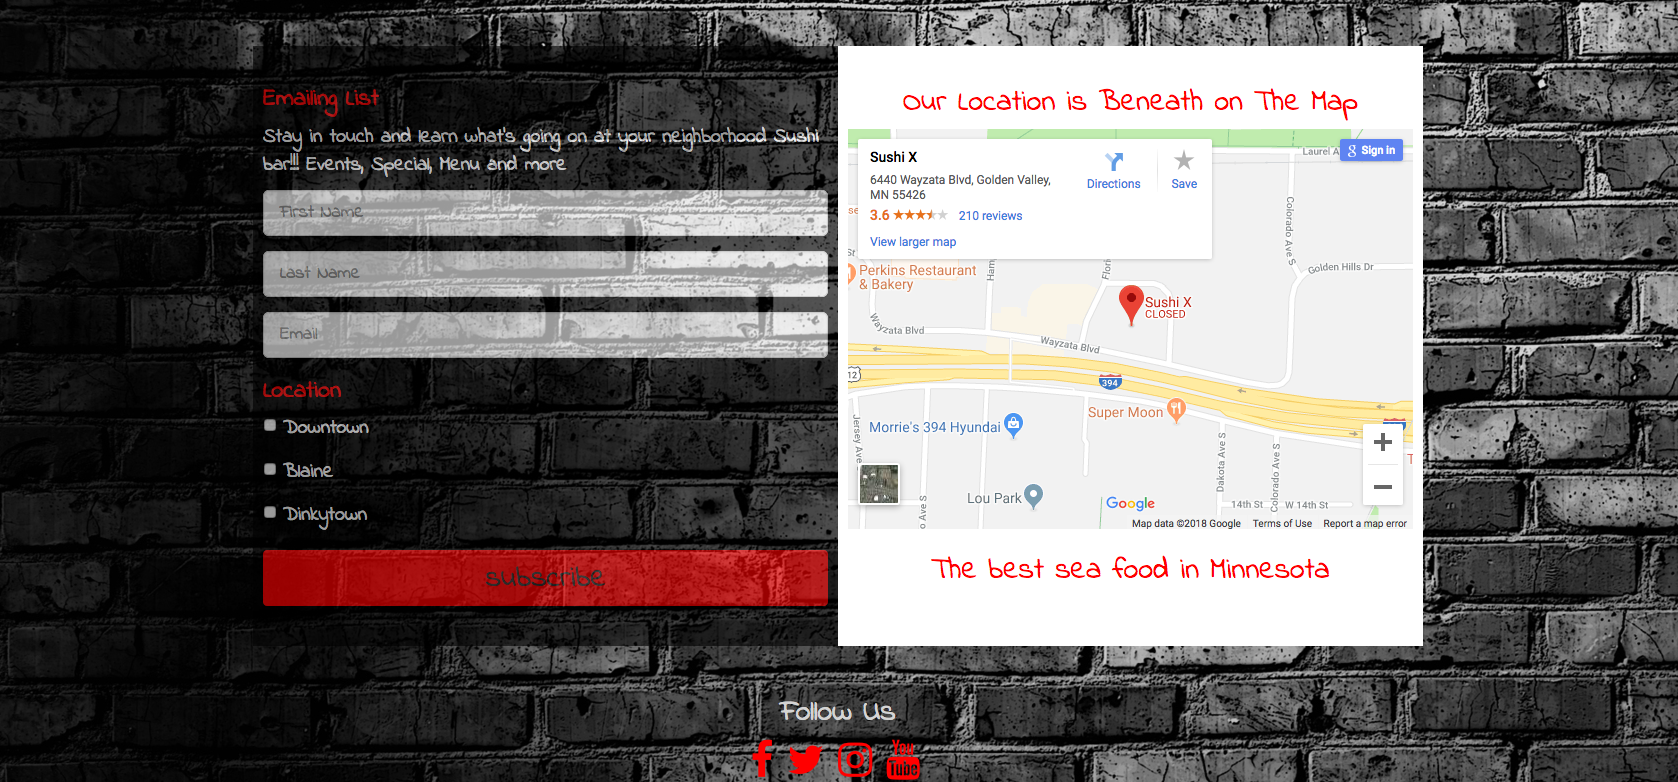 Emailing List
Stay in touch and learn what's going on at your neighborhood Sushi
bar!!! Events, Special, Menu and more
First Name
Last Name
Email
Location
Downtown
Blaine
Dinkytown
subscribe
Our Location is Beneath on The Map
Sushi X
6440 Wayzata Blvd, Golden Valley,
MN 55426
3.6
210 reviews
View larger map
Directions
Save
Sign in
Laurel A
Colorado Ave S
Golden Hills Dr
Perkins Restaurant
& Bakery
Sushi X
CLOSED
Wayzata Blvd
Wayzata Blvd
12
394
Super Moon
Morrie's 394 Hyundai
Jersey Ave
Dakota Ave S
Colorado Ave S
Lou Park
o Ave S
14th St
W 14th St
Google
Map data ©2018 Google
Terms of Use
Report a map error
The best sea food in Minnesota
Follow Us
You
Tube